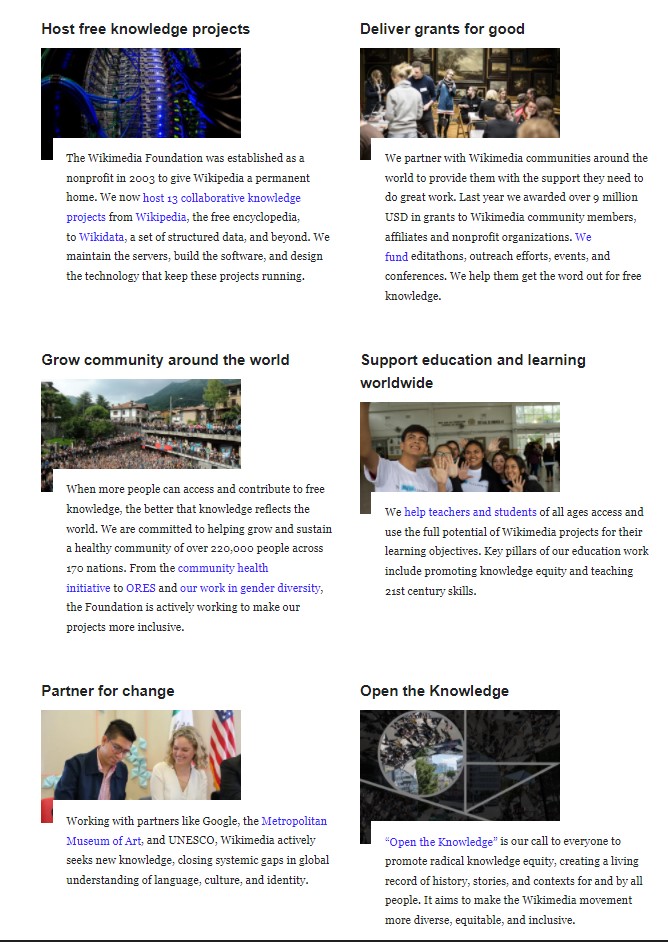 Host free knowledge projects
The Wikimedia Foundation was established as a
nonprofit in 2003 to give Wikipedia a permanent
home. We now host 13 collaborative knowledge
projects from Wikipedia, the free encyclopedia,
to Wikidata, a set of structured data, and beyond. We
maintain the servers, build the software, and design
the technology that keep these projects running.
Deliver grants for good
We partner with Wikimedia communities around the
world to provide them with the support they need to
do great work. Last year we awarded over 9 million
USD in grants to Wikimedia community members,
affiliates and nonprofit organizations. We
fund editathons, outreach efforts, events, and
conferences. We help them get the word out for free
knowledge.
Grow community around the world
When more people can access and contribute to free
knowledge, the better that knowledge reflects the
world. We are committed to helping grow and sustain
a healthy community of over 220,000 people across
170 nations. From the community health
initiative to ORES and our work in gender diversity,
the Foundation is actively working to make our
projects more inclusive.
Support education and learning
worldwide
We help teachers and students of all ages access and
use the full potential of Wikimedia projects for their
learning objectives. Key pillars of our education work
include promoting knowledge equity and teaching
21st century skills.
Partner for change
Working with partners like Google, the Metropolitan
Museum of Art, and UNESCO, Wikimedia actively
seeks new knowledge, closing systemic gaps in global
understanding of language, culture, and identity.
Open the Knowledge
“Open the Knowledge” is our call to everyone to
promote radical knowledge equity, creating a living
record of history, stories, and contexts for and by all
people. It aims to make the Wikimedia movement
more diverse, equitable, and inclusive.